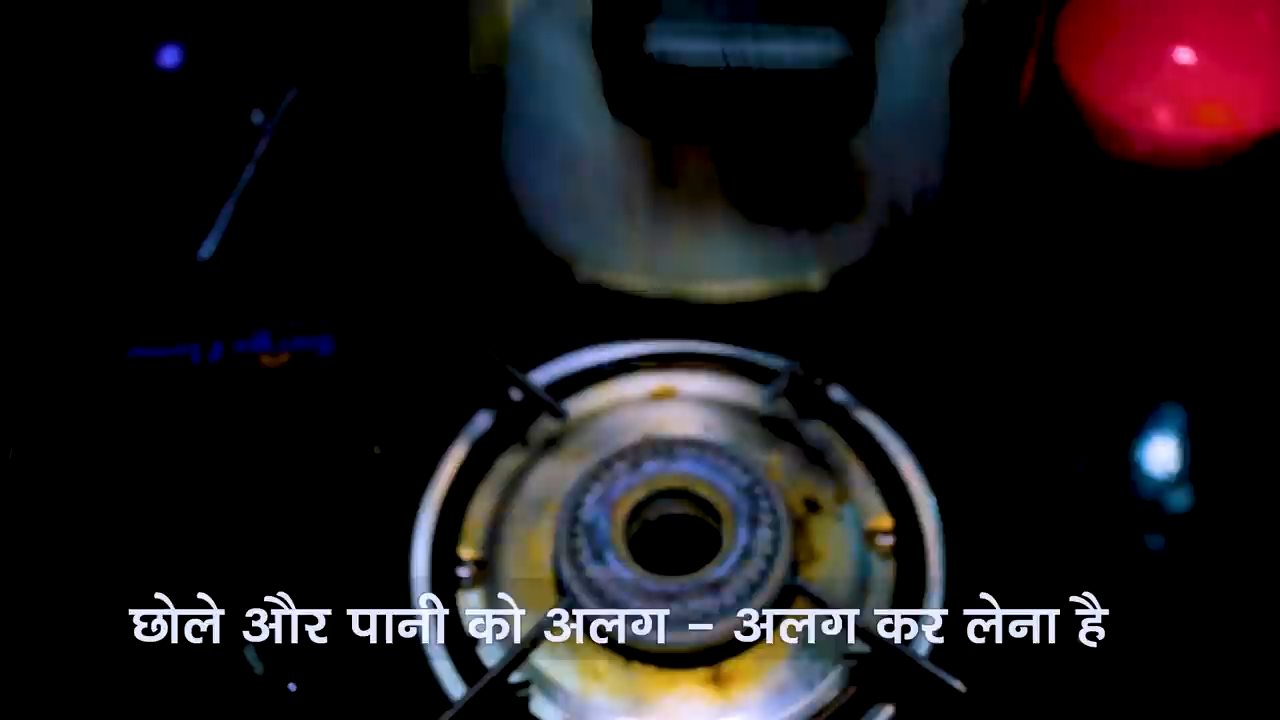 छोले और पानी को अलग – अलग कर लेना है